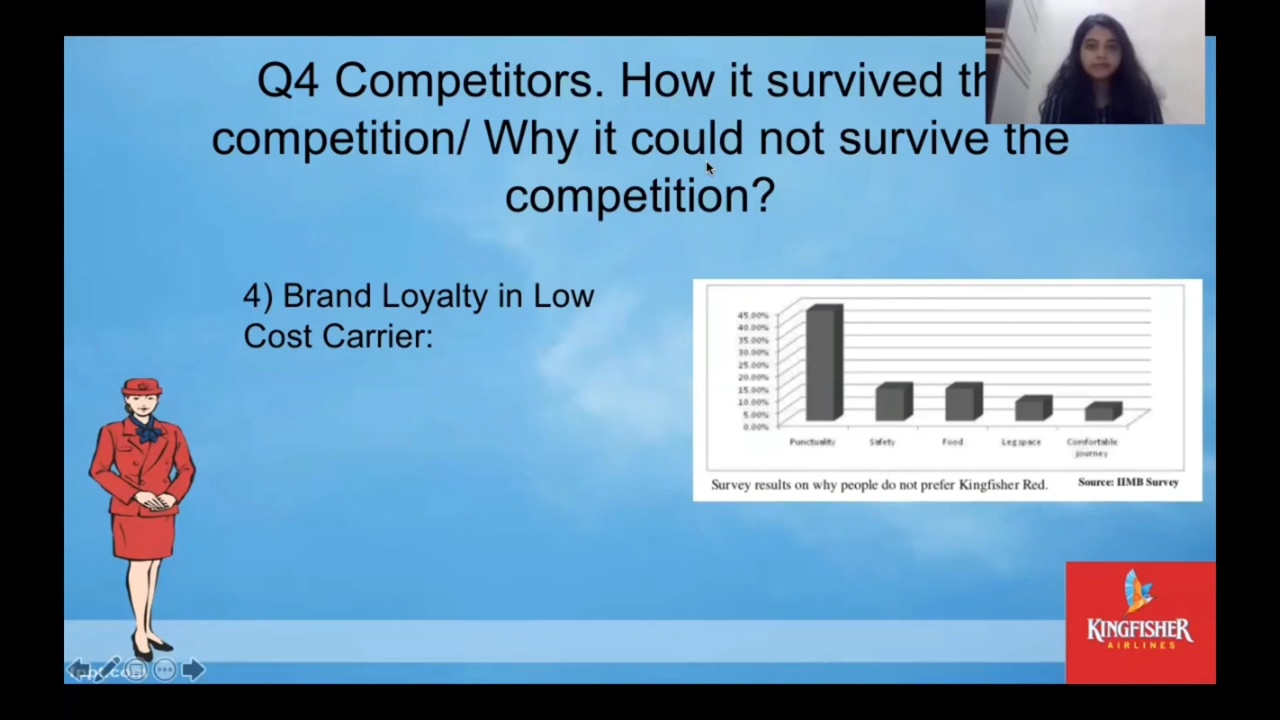 Q4 Competitors. How it survived th
competition/ Why it could not survive the
competition?
4) Brand Loyalty in Low
Cost Carrier:
45.00%
40.00%
35.00%
30.00%
25.00%
20.00%
15.00%
10.00%
5.00%
0.00%
Punctuality Safety Food Legspace Comfortable
journey
Survey results on why people do not prefer Kingfisher Red. Source: IIMB Survey
KINGFISHER
AIRLINES